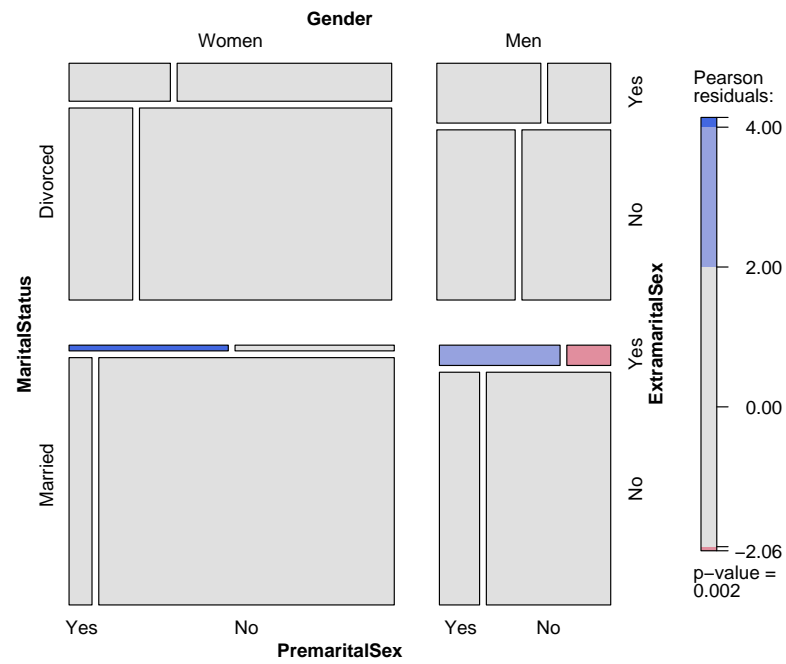 Gender
Women Men
Pearson
residuals:
4.00
2.00
0.00
−2.06
p−value =
0.002
MaritalStatus
Divorced
Married
Yes
No
Yes
No
ExtramaritalSex
Yes No Yes No
PremaritalSex